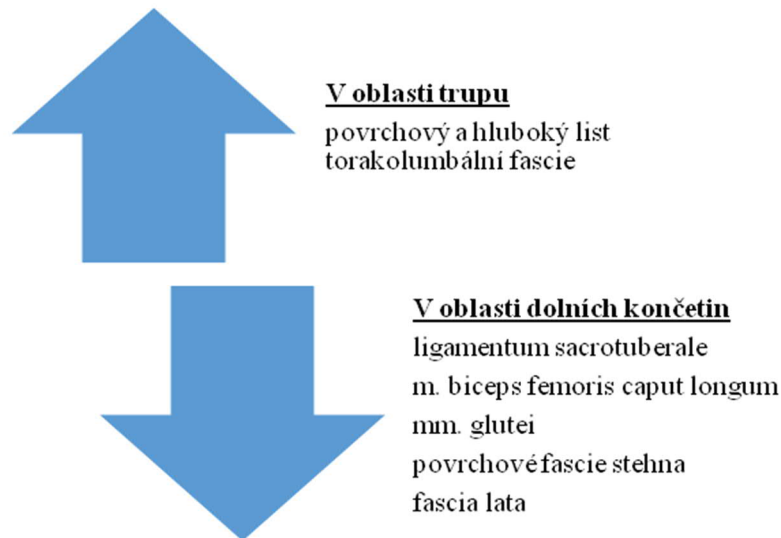 V oblasti trupu
povrchový a hluboký list
torakolumbální fascie
V oblasti dolních končetin
ligamentum sacrotuberale
m. biceps femoris caput longum
mm. glutei
povrchové fascie stehna
fascia lata